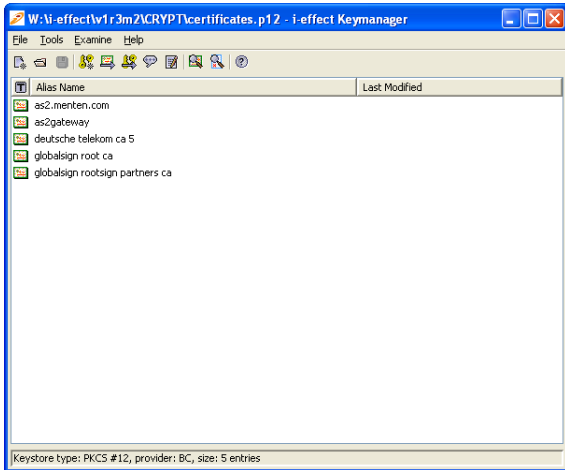 W:\i-effect\v1r3m2\CRYPT\certificates.p12 - i-effect Keymanager
File Tools Examine Help
T Alias Name Last Modified
as2.menten.com
as2gateway
deutsche telekom ca 5
globalsign root ca
globalsign rootsign partners ca
Keystore type: PKCS #12, provider: BC, size: 5 entries